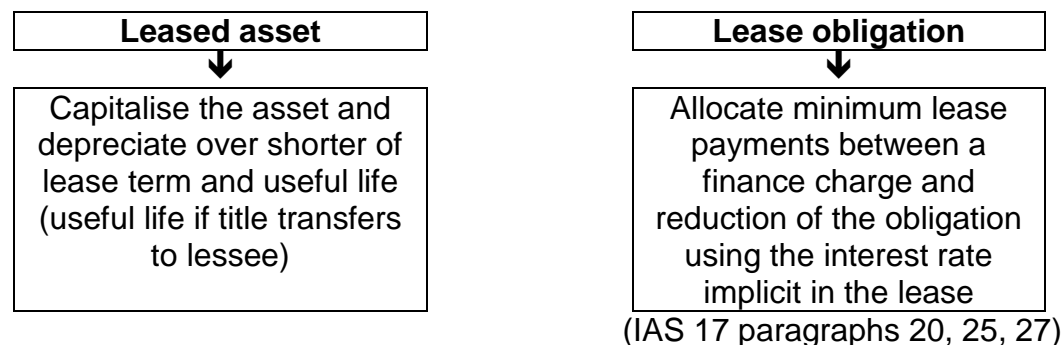 Leased asset
Capitalise the asset and
depreciate over shorter of
lease term and useful life
(useful life if title transfers
to lessee)
Lease obligation
Allocate minimum lease
payments between a
finance charge and
reduction of the obligation
using the interest rate
implicit in the lease
(IAS 17 paragraphs 20, 25, 27)